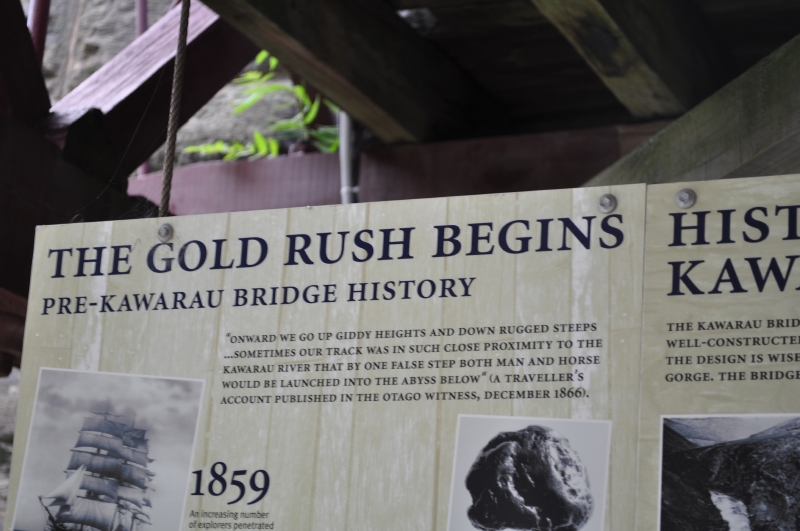 THE GOLD RUSH BEGINS
PRE-KAWARAU BRIDGE HISTORY
"ONWARD WE GO UP GIDDY HEIGHTS AND DOWN RUGGED STEEPS
...SOMETIMES OUR TRACK WAS IN SUCH CLOSE PROXIMITY TO THE
KAWARAU RIVER THAT BY ONE FALSE STEP BOTH MAN AND HORSE
WOULD BE LAUNCHED INTO THE ABYSS BELOW" (A TRAVELLER'S
ACCOUNT PUBLISHED IN THE OTAGO WITNESS, DECEMBER 1866).
1859
An increasing number
of explorers penetrated
HIST
KAW
THE KAWARAU BRID
WELL-CONSTRUCTE
THE DESIGN IS WISE
GORGE. THE BRIDGE